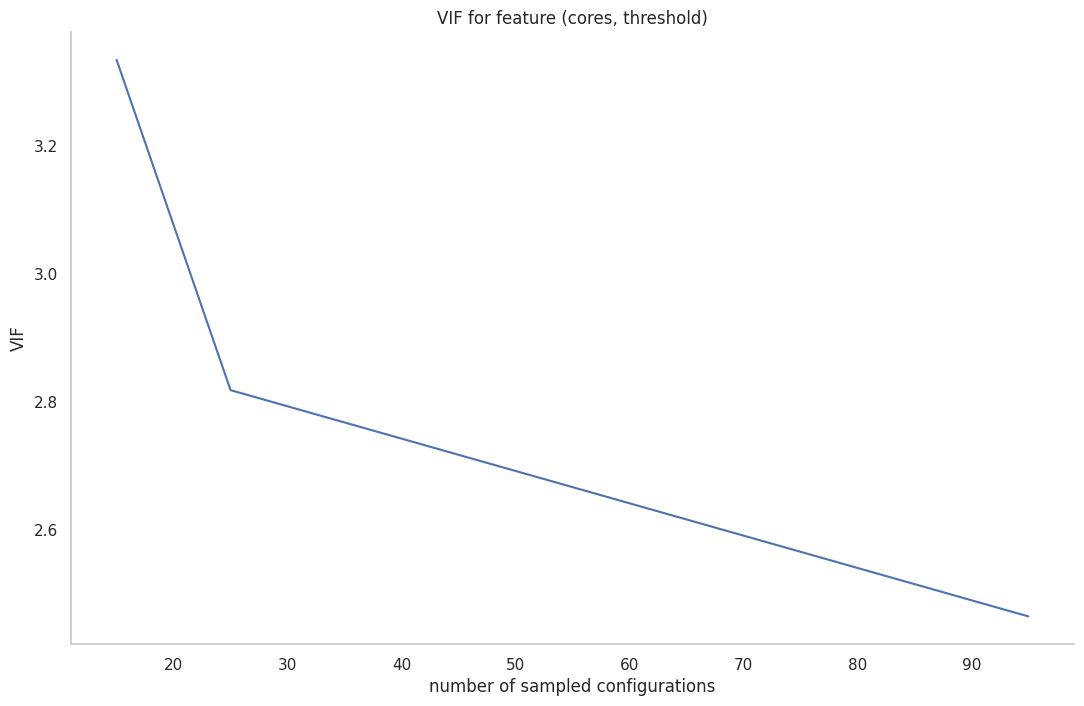 VIF for feature (cores, threshold)
VIF
3.2
3.0
2.8
2.6
20 30 40 50 60 70 80 90
number of sampled configurations